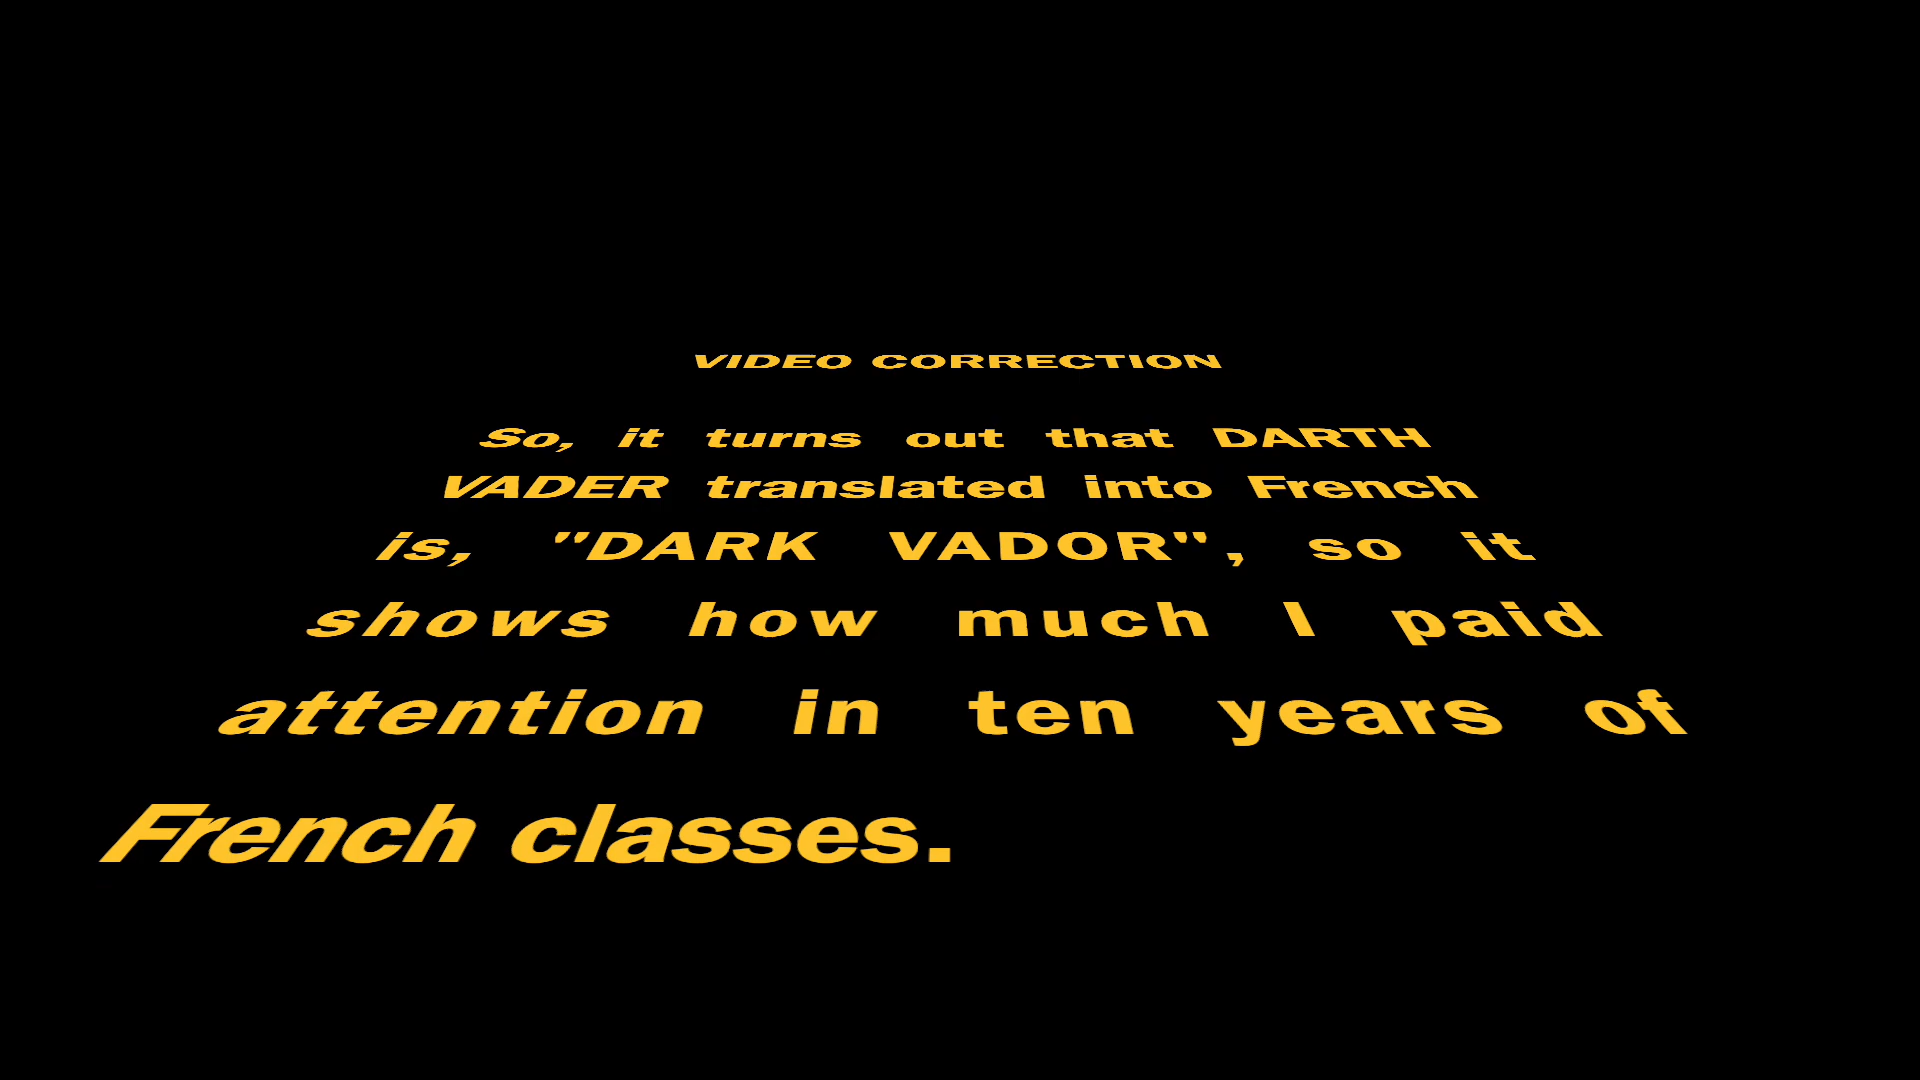 VIDEO CORRECTION
So, it turns out that DARTH
VADER translated into French
is, "DARK VADOR", so it
shows how much I paid
attention in ten years of
French classes.